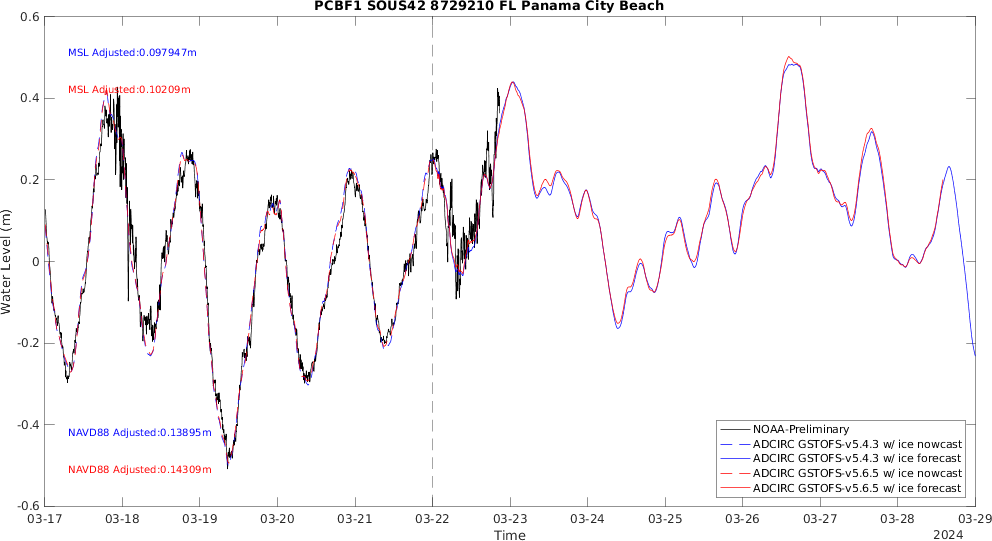 PCBF1 SOUS42 8729210 FL Panama City Beach
Water Level (m)
0.6
0.4
0.2
0
-0.2
-0.4
-0.6
MSL Adjusted:0.097947m
MSL Adjusted:0.10209m
NAVD88 Adjusted:0.13895m
NAVD88 Adjusted:0.14309m
NOAA-Preliminary
ADCIRC GSTOFS-v5.4.3 w/ ice nowcast
ADCIRC GSTOFS-v5.4.3 w/ ice forecast
ADCIRC GSTOFS-v5.6.5 w/ ice nowcast
ADCIRC GSTOFS-v5.6.5 w/ ice forecast
03-17 03-18 03-19 03-20 03-21 03-22 03-23 03-24 03-25 03-26 03-27 03-28 03-29
Time
2024